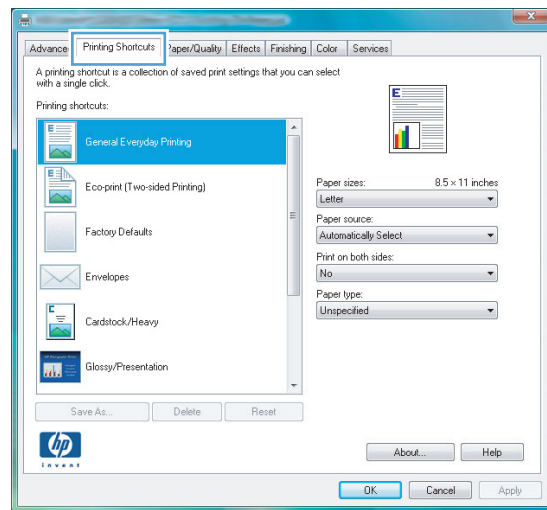 Advance
Printing Shortcuts
Paper/Quality
Effects
Finishing
Color
Services
A printing shortcut is a collection of saved print settings that you can select
with a single click.
Printing shortcuts:
General Everyday Printing
Eco-print (Two-sided Printing)
Factory Defaults
Envelopes
Cardstock/Heavy
Glossy/Presentation
Save As...
Delete
Reset
E
Paper sizes:
8.5 × 11 inches
Letter
Paper source:
Automatically Select
Print on both sides:
No
Paper type:
Unspecified
hp
invent
About...
Help
OK
Cancel
Apply